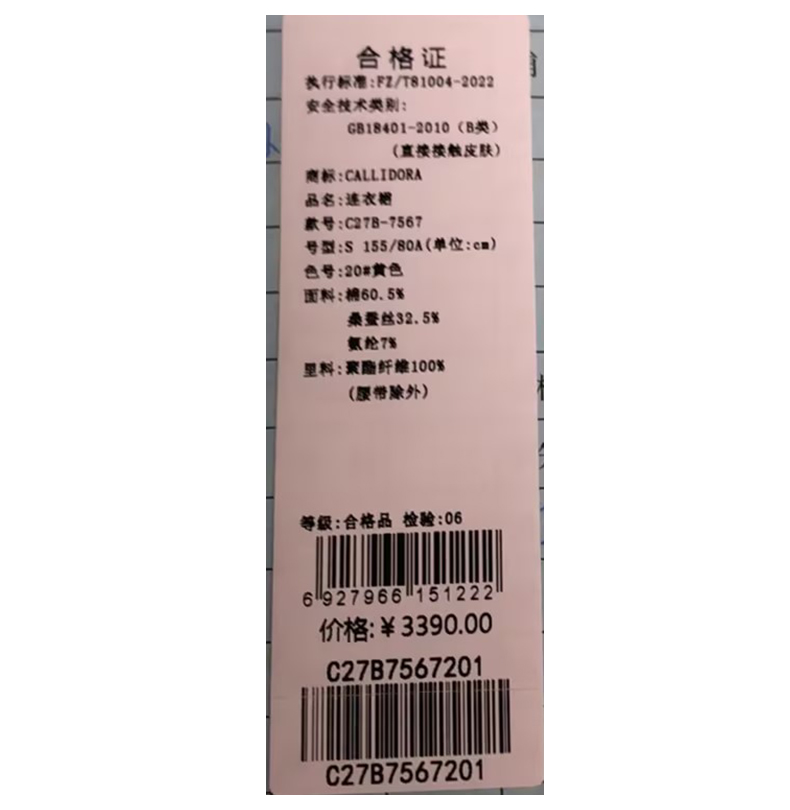 合格证
执行标准:FZ/T81004-2022
安全技术类别:
GB18401-2010（B类）
(直接接触皮肤)
商标:CALLIDORA
品名:连衣裙
款号:C27B-7567
号型:S 155/80A(单位:cm)
色号:20#黄色
面料:棉60.5%
桑蚕丝32.5%
氨纶7%
里料:聚酯纤维100%
(腰带除外)
等级:合格品 检验:06
6 927966 151222
价格:￥3390.00
C27B7567201
C27B7567201